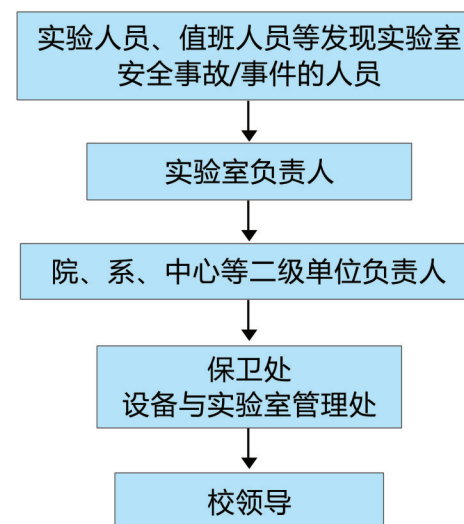 实验人员、值班人员等发现实验室
安全事故/事件的人员
实验室负责人
院、系、中心等二级单位负责人
保卫处
设备与实验室管理处
校领导